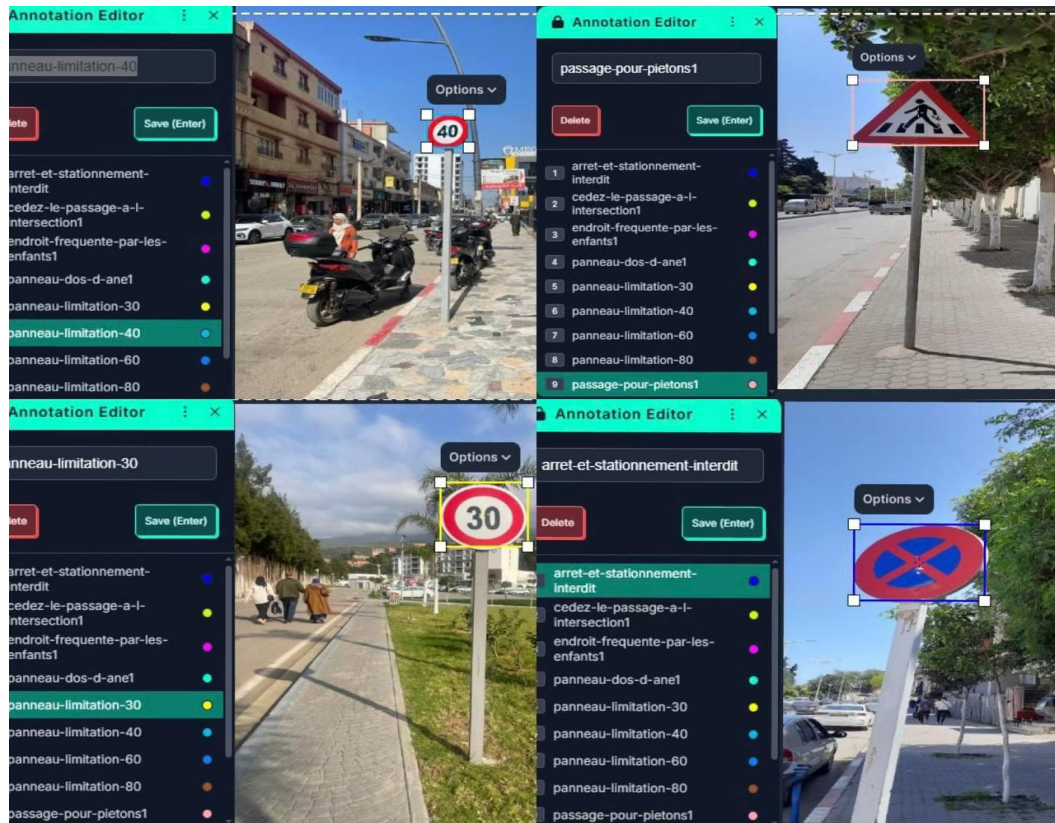 Annotation Editor
nneau-limitation-40
Options
lete
Save (Enter)
arret-et-stationnement-
interdit
cedez-le-passage-a-l-
intersection1
endroit-frequente-par-les-
enfants1
panneau-dos-d-ane1
panneau-limitation-30
panneau-limitation-40
panneau-limitation-60
panneau-limitation-80
40
Annotation Editor
passage-pour-pietons1
Options
Delete
Save (Enter)
1 arret-et-stationnement-
interdit
2 cedez-le-passage-a-l-
intersection1
3 endroit-frequente-par-les-
enfants1
4 panneau-dos-d-ane1
5 panneau-limitation-30
6 panneau-limitation-40
7 panneau-limitation-60
8 panneau-limitation-80
9 passage-pour-pietons1
Annotation Editor
nneau-limitation-30
Options
lete
Save (Enter)
arret-et-stationnement-
interdit
cedez-le-passage-a-l-
intersection1
endroit-frequente-par-les-
enfants1
panneau-dos-d-ane1
panneau-limitation-30
panneau-limitation-40
panneau-limitation-60
panneau-limitation-80
passage-pour-pietons1
30
Annotation Editor
arret-et-stationnement-interdit
Options
Delete
Save (Enter)
arret-et-stationnement-
interdit
cedez-le-passage-a-l-
intersection1
endroit-frequente-par-les-
enfants1
panneau-dos-d-ane1
panneau-limitation-30
panneau-limitation-40
panneau-limitation-60
panneau-limitation-80
passage-pour-pietons1